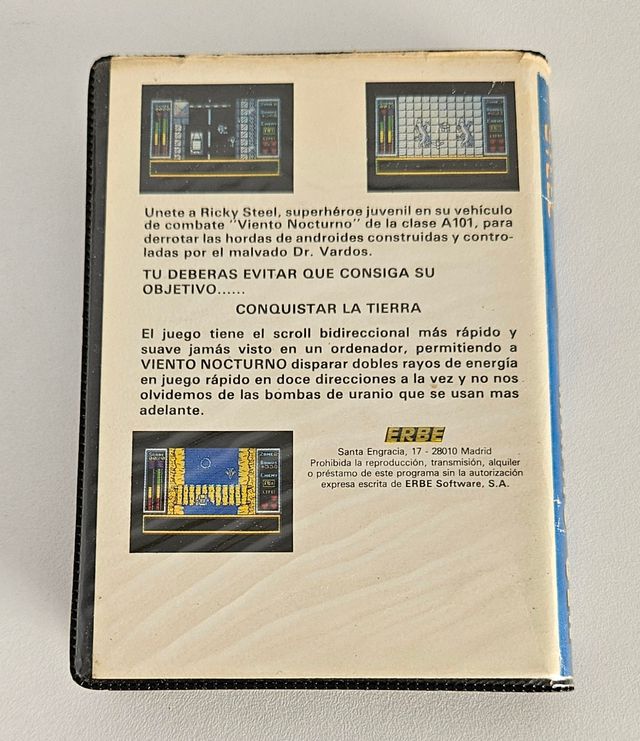 Unete a Ricky Steel, superhéroe juvenil en su vehículo
de combate "Viento Nocturno" de la clase A101, para
derrotar las hordas de androides construidas y contro-
ladas por el malvado Dr. Vardos.
TU DEBERAS EVITAR QUE CONSIGA SU
OBJETIVO......
CONQUISTAR LA TIERRA
El juego tiene el scroll bidireccional más rápido y
suave jamás visto en un ordenador, permitiendo a
VIENTO NOCTURNO disparar dobles rayos de energía
en juego rápido en doce direcciones a la vez y no nos
olvidemos de las bombas de uranio que se usan mas
adelante.
ERBE
Santa Engracia, 17 - 28010 Madrid
Prohibida la reproducción, transmisión, alquiler
o préstamo de este programa sin la autorización
expresa escrita de ERBE Software, S.A.